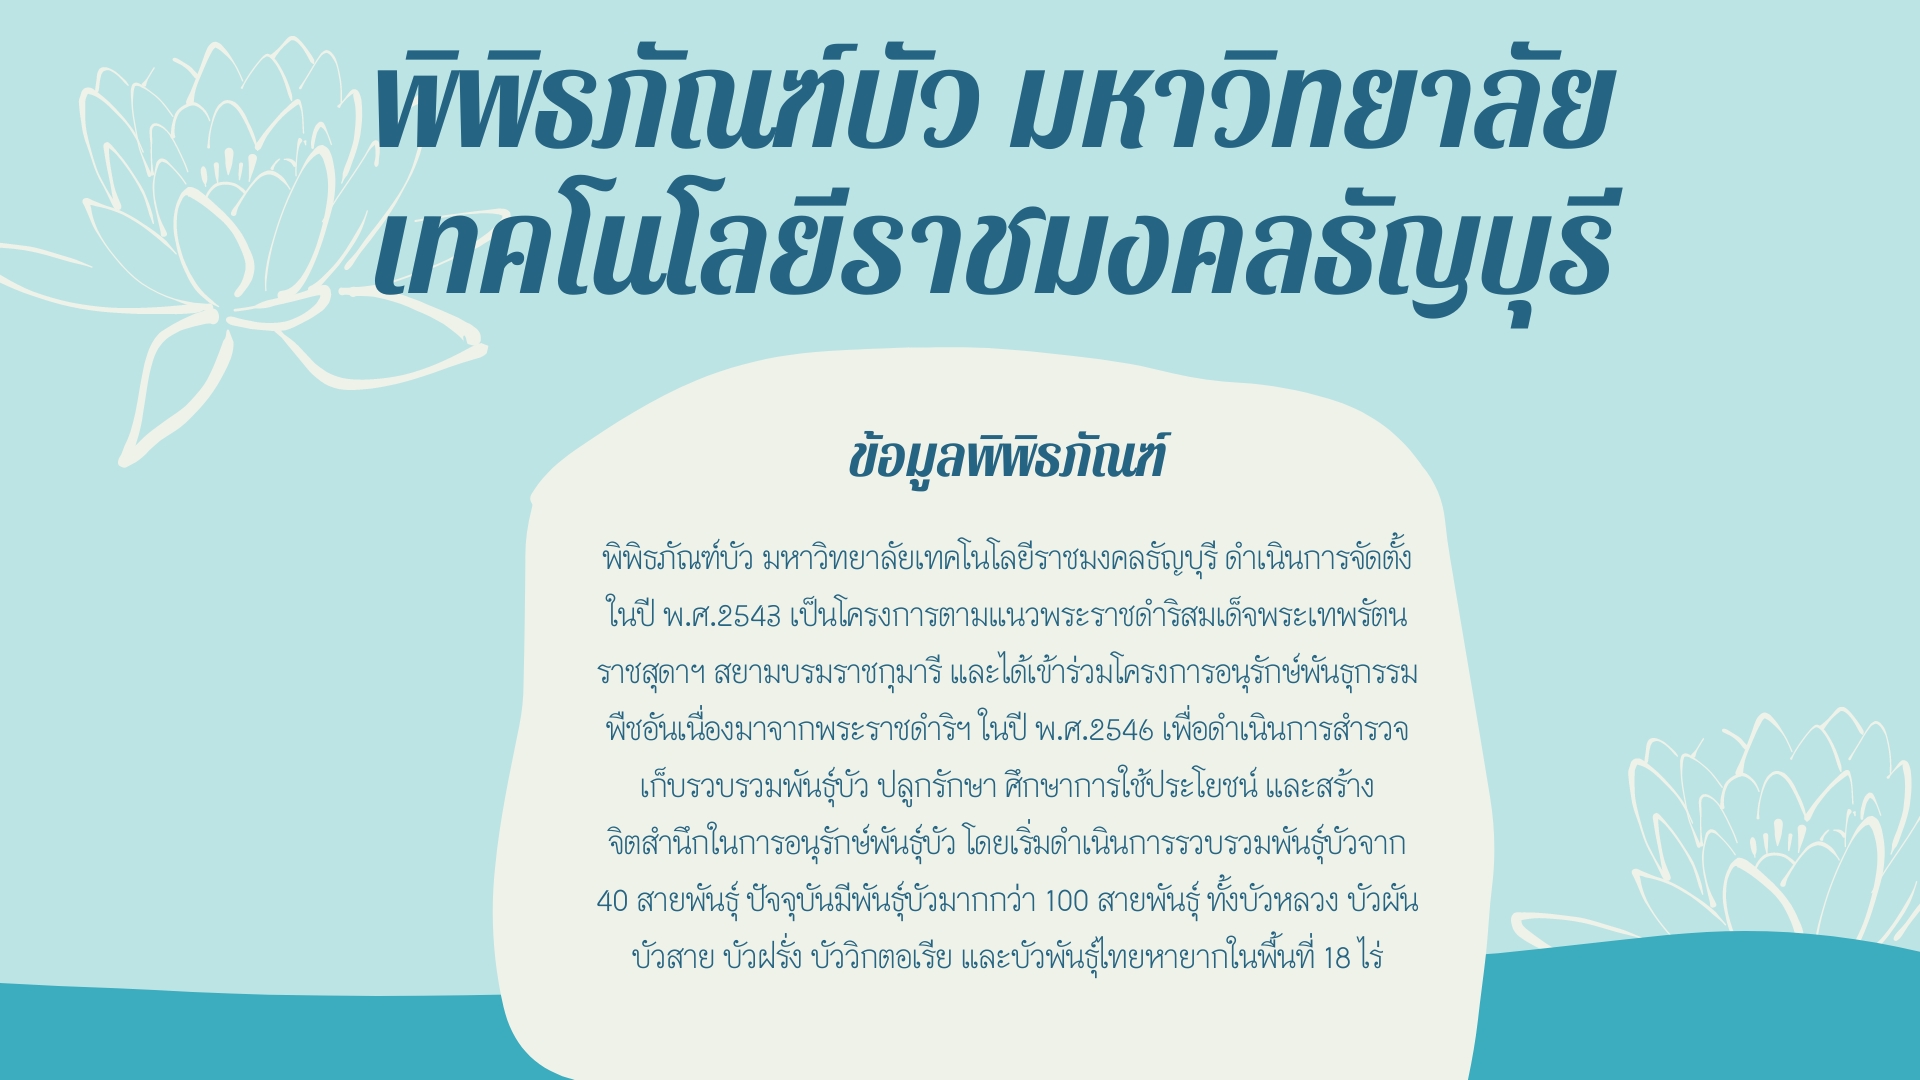 พิพิธภัณฑ์บัว มหาวิทยาลัย
เทคโนโลยีราชมงคลธัญบุรี
ข้อมูลพิพิธภัณฑ์
พิพิธภัณฑ์บัว มหาวิทยาลัยเทคโนโลยีราชมงคลธัญบุรี ดำเนินการจัดตั้ง
ในปี พ.ศ.2543 เป็นโครงการตามแนวพระราชดำริสมเด็จพระเทพรัตน
ราชสุดาฯ สยามบรมราชกุมารี และได้เข้าร่วมโครงการอนุรักษ์พันธุกรรม
พืชอันเนื่องมาจากพระราชดำริฯ ในปี พ.ศ.2546 เพื่อดำเนินการสำรวจ
เก็บรวบรวมพันธุ์บัว ปลูกรักษา ศึกษาการใช้ประโยชน์ และสร้าง
จิตสำนึกในการอนุรักษ์พันธุ์บัว โดยเริ่มดำเนินการรวบรวมพันธุ์บัวจาก
40 สายพันธุ์ ปัจจุบันมีพันธุ์บัวมากกว่า 100 สายพันธุ์ ทั้งบัวหลวง บัวผัน
บัวสาย บัวฝรั่ง บัววิกตอเรีย และบัวพันธุ์ไทยหายากในพื้นที่ 18 ไร่